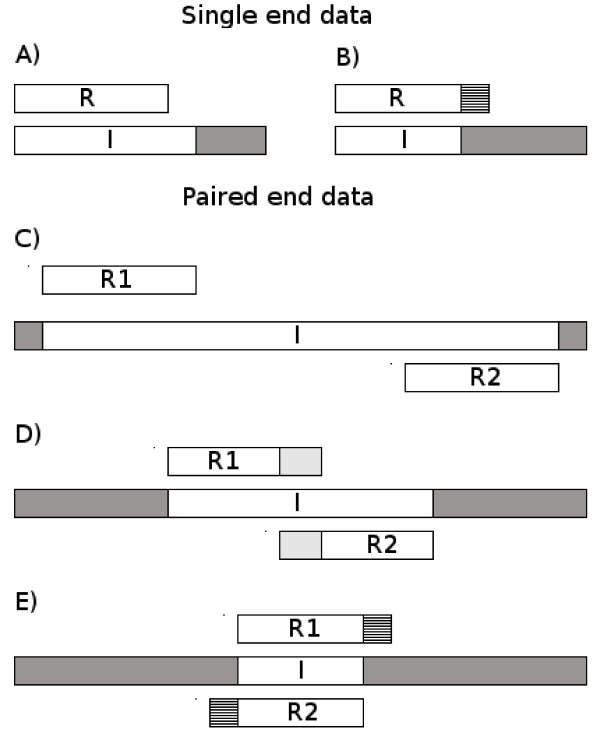 Single end data
A) B)
R R
I I
Paired end data
C)
R1
I
R2
D)
R1
I
R2
E)
R1
I
R2